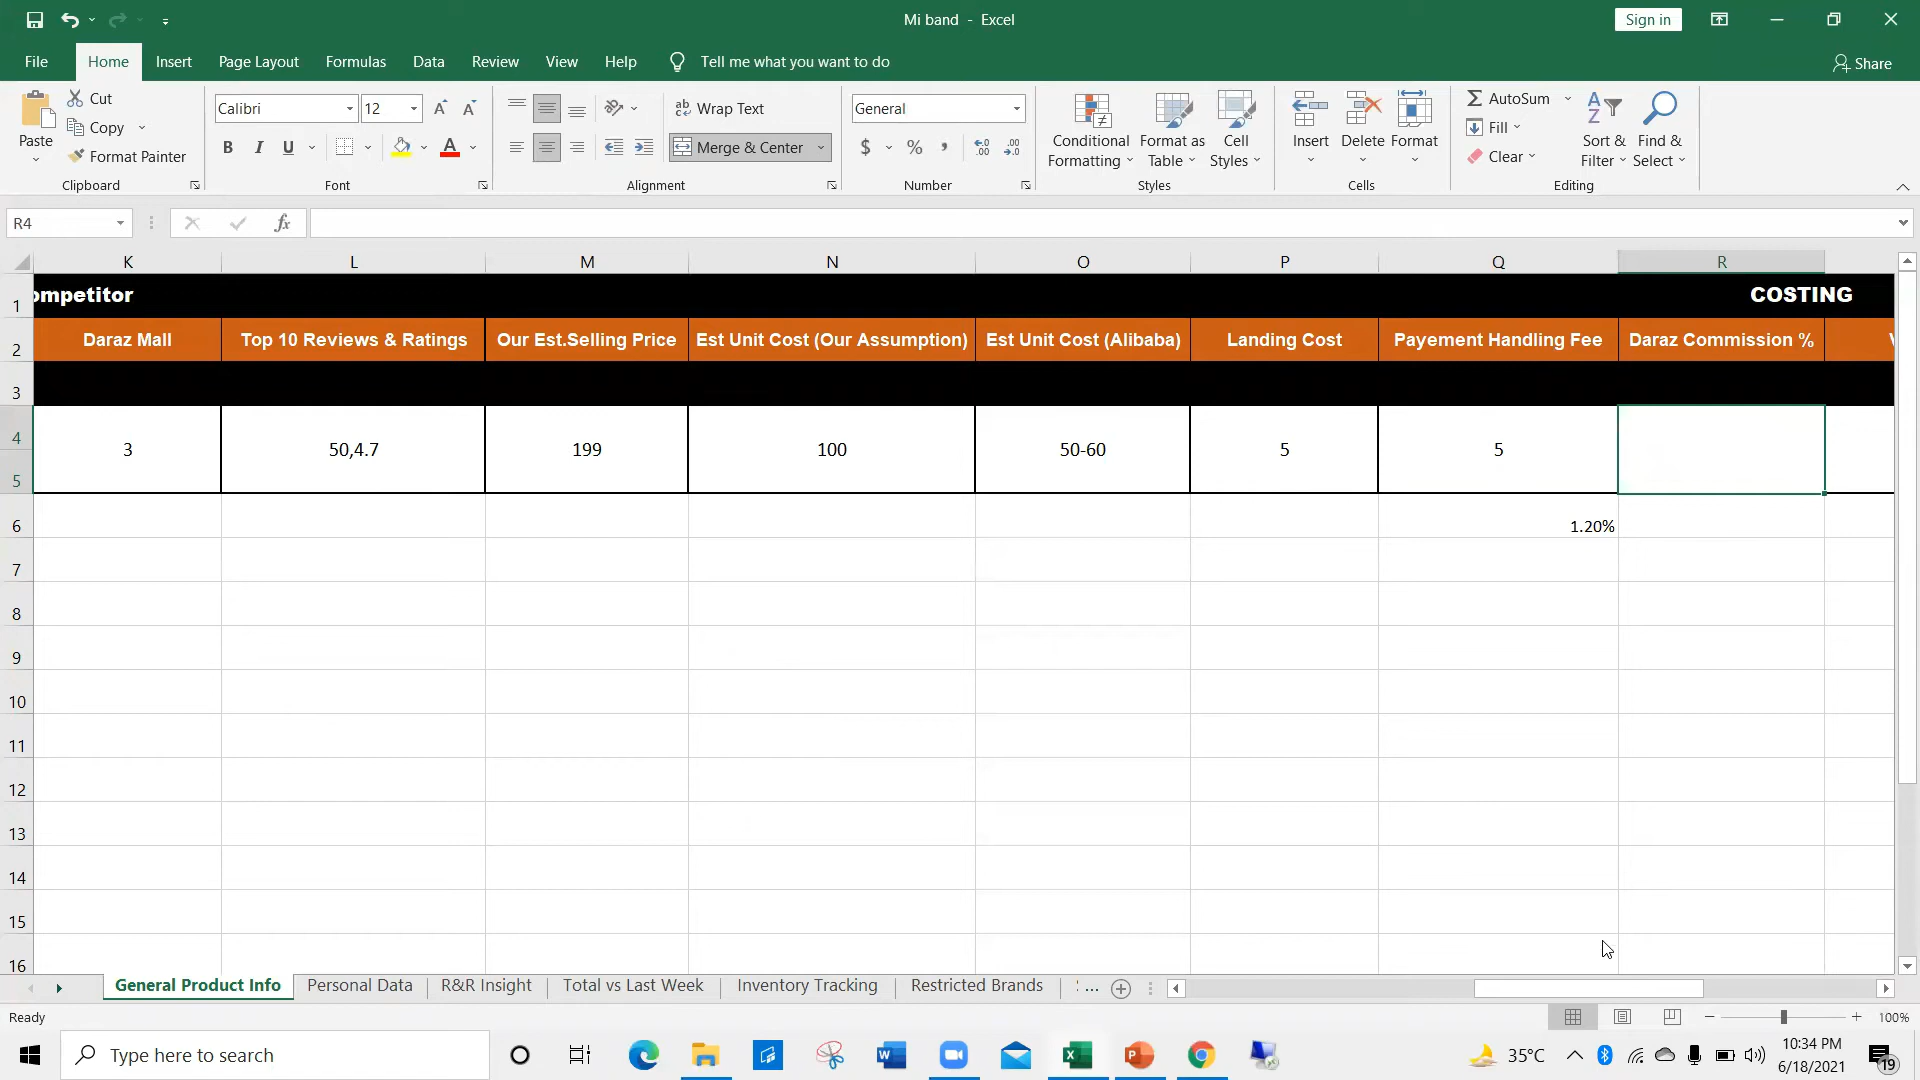 Mi band - Excel
Sign in
File Home Insert Page Layout Formulas Data Review View Help Tell me what you want to do Share
Paste Cut Copy Format Painter Clipboard
Calibri 12 B I U A Font
Wrap Text Merge & Center Alignment
General $ % Number
Conditional Formatting Format as Table Cell Styles Styles
Insert Delete Format Cells
AutoSum Fill Clear Sort & Filter Find & Select Editing
R4 fx
K L M N O P Q R
1 ompetitor COSTING
2 Daraz Mall Top 10 Reviews & Ratings Our Est.Selling Price Est Unit Cost (Our Assumption) Est Unit Cost (Alibaba) Landing Cost Payement Handling Fee Daraz Commission %
3
4 3 50,4.7 199 100 50-60 5 5
5
6 1.20%
7
8
9
10
11
12
13
14
15
16
General Product Info Personal Data R&R Insight Total vs Last Week Inventory Tracking Restricted Brands ...
Ready 100%
Type here to search 35°C 10:34 PM
6/18/2021 19